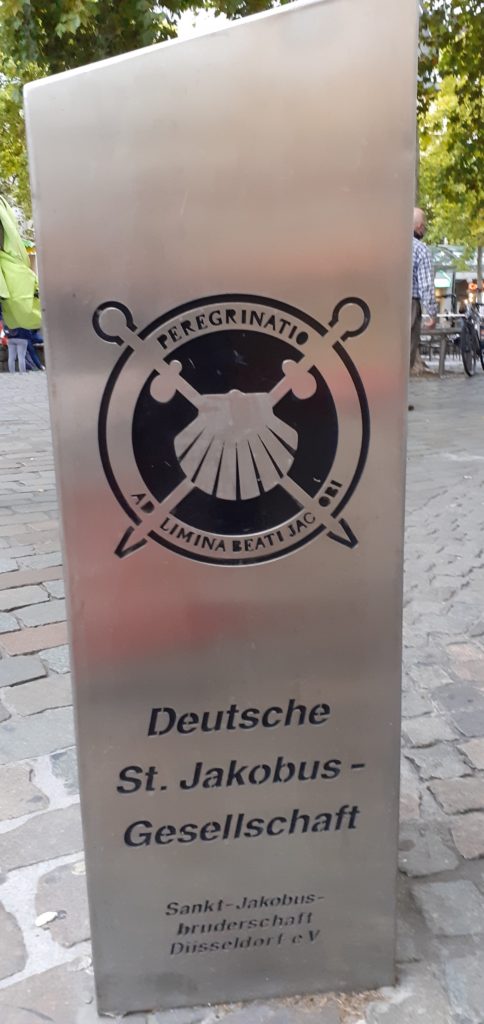 PEREGRINATIO
AD LIMINA BEATI JACOBI
Deutsche
St. Jakobus-
Gesellschaft
Sankt-Jakobus-
bruderschaft
Düsseldorf e.V